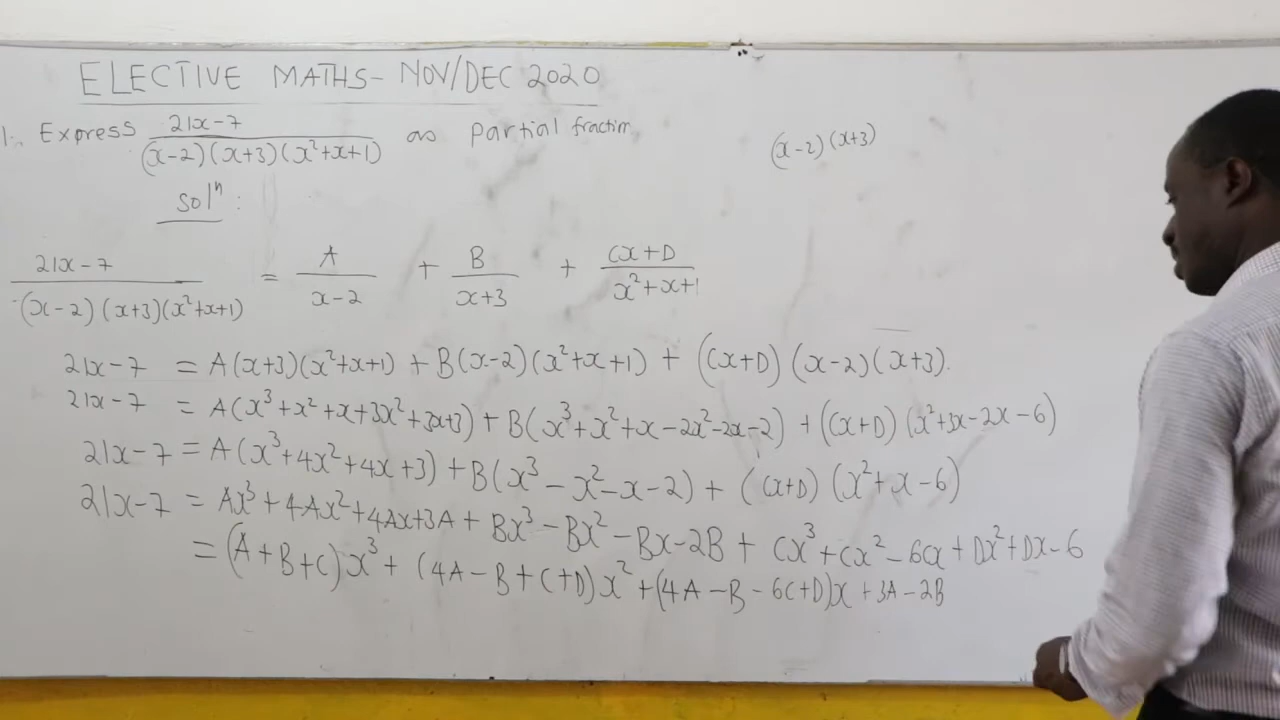 ELECTIVE MATHS - NOV/DEC 2020
1. Express (21x-7)/((x-2)(x+3)(x²+x+1)) as partial fraction
(x-2)(x+3)
Solⁿ:
(21x-7)/((x-2)(x+3)(x²+x+1)) = A/(x-2) + B/(x+3) + (Cx+D)/(x²+x+1)
21x-7 = A(x+3)(x²+x+1) + B(x-2)(x²+x+1) + (Cx+D)(x-2)(x+3).
21x-7 = A(x³+x²+x+3x²+3x+3) + B(x³+x²+x-2x²-2x-2) + (Cx+D)(x²+3x-2x-6)
21x-7 = A(x³+4x²+4x+3) + B(x³-x²-x-2) + (Cx+D)(x²+x-6)
21x-7 = Ax³+4Ax²+4Ax+3A + Bx³-Bx²-Bx-2B + Cx³+Cx²-6Cx+Dx²+Dx-6
= (A+B+C)x³ + (4A-B+C+D)x² + (4A-B-6C+D)x + 3A-2B